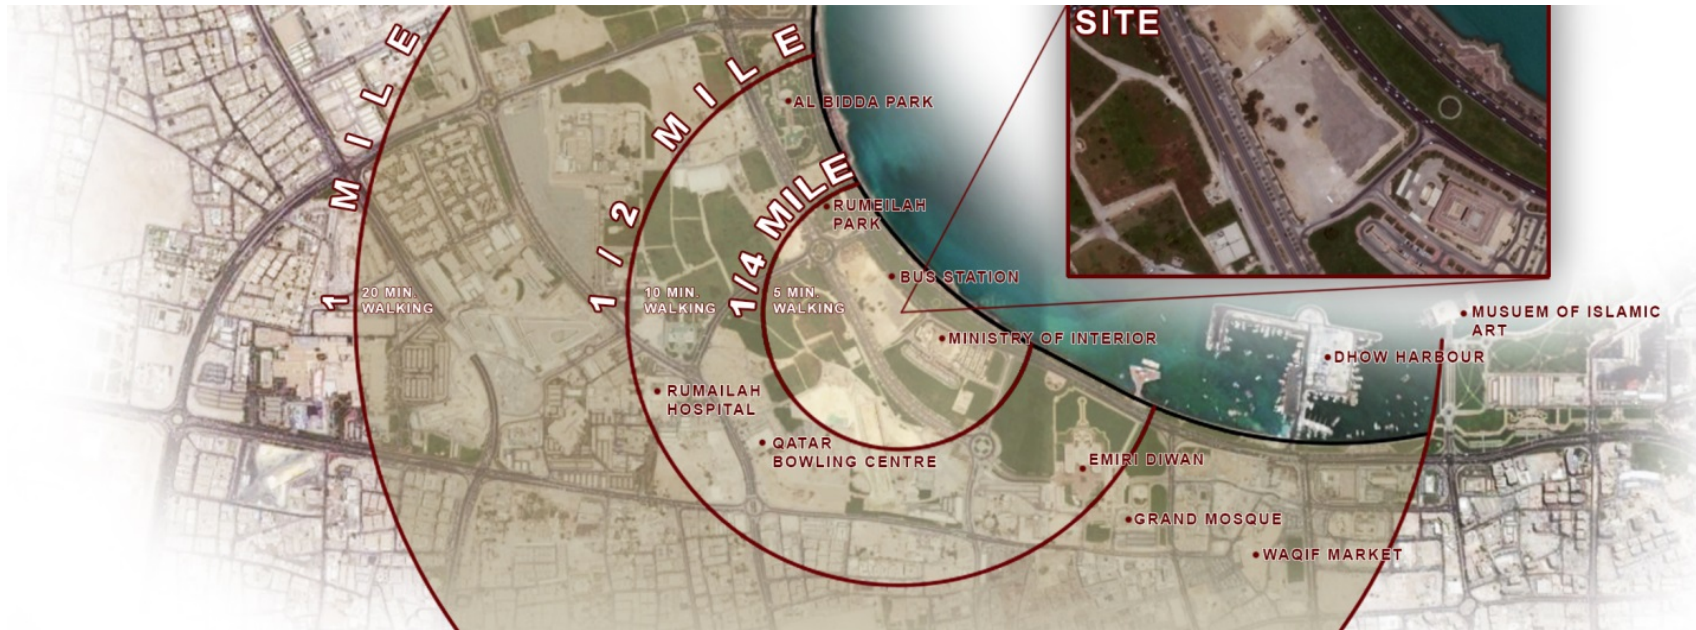 SITE
1 MILE
1/2 MILE
1/4 MILE
AL BIDDA PARK
RUMEILAH
PARK
BUS STATION
20 MIN.
WALKING
10 MIN.
WALKING
5 MIN.
WALKING
MINISTRY OF INTERIOR
MUSUEM OF ISLAMIC
ART
DHOW HARBOUR
RUMAILAH
HOSPITAL
QATAR
BOWLING CENTRE
EMIRI DIWAN
GRAND MOSQUE
WAQIF MARKET